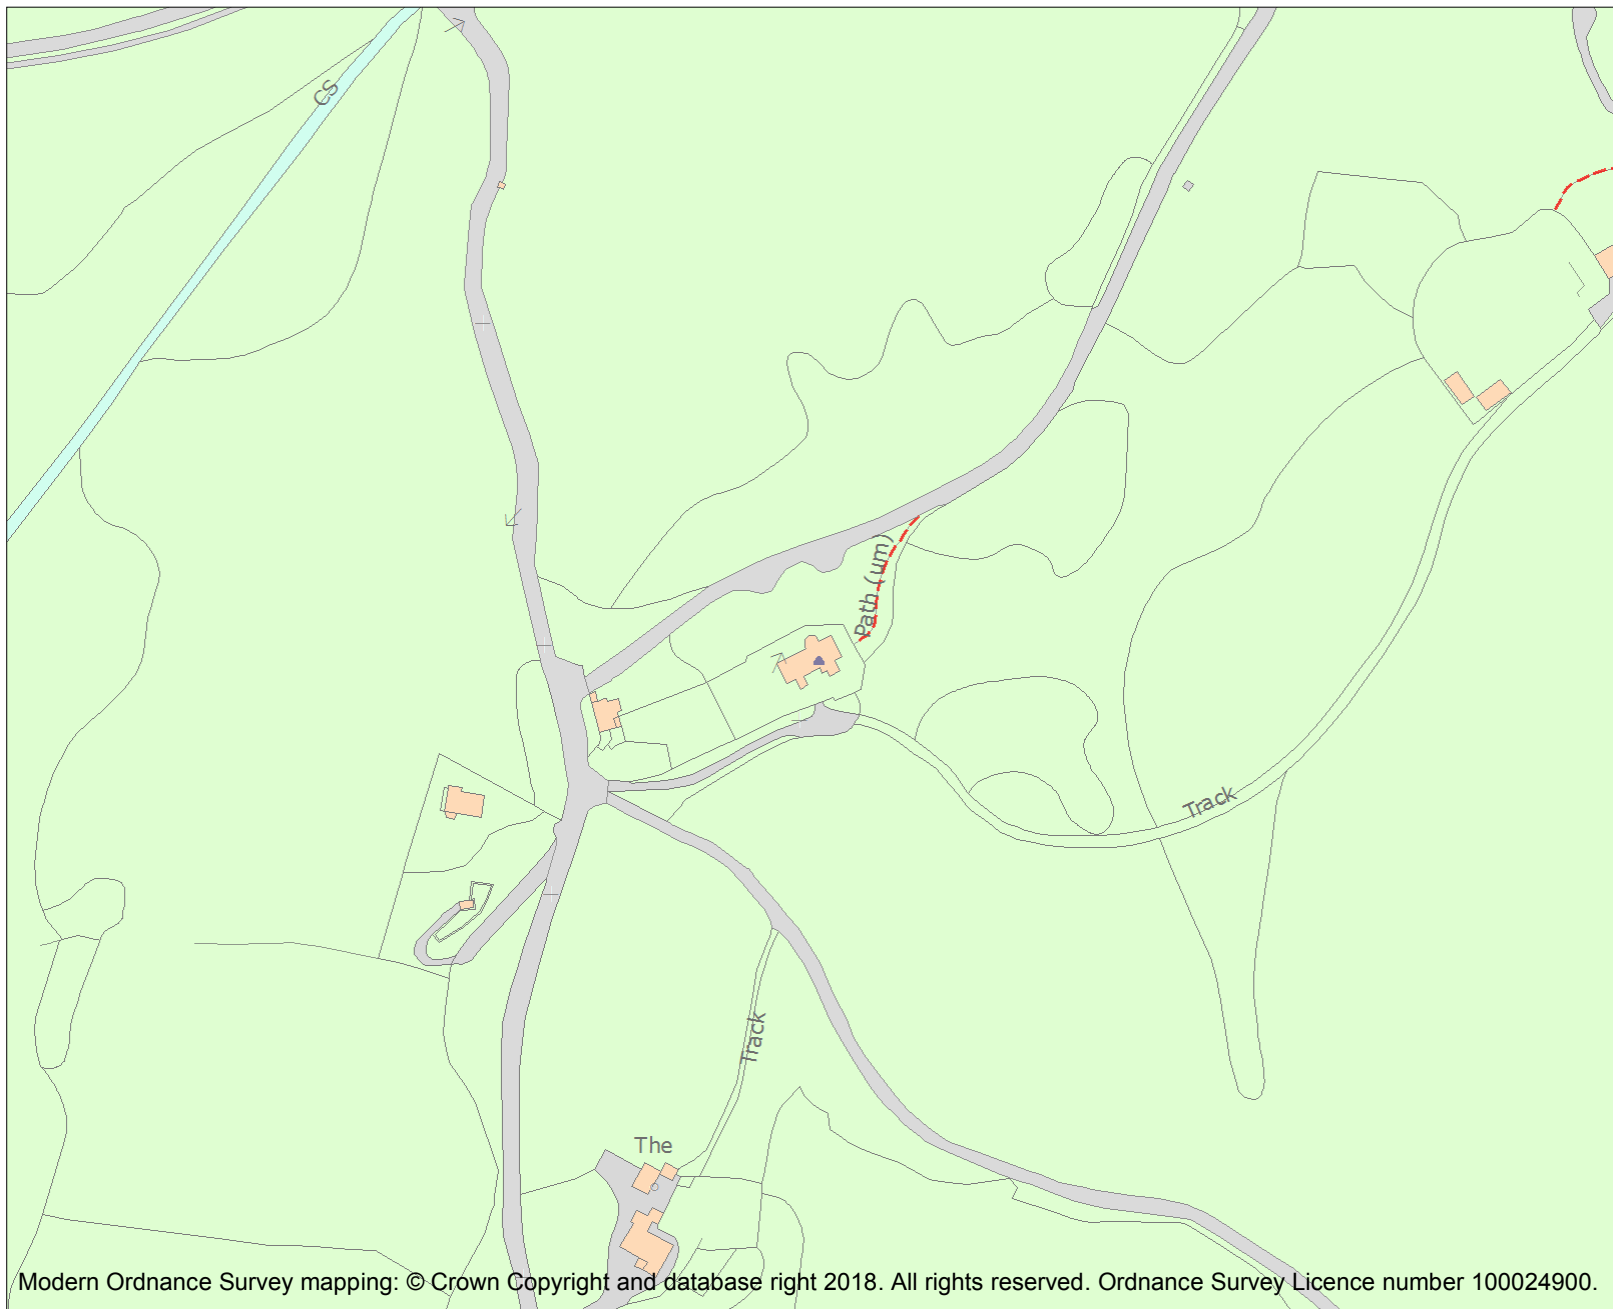 CS
Path (um)
Track
Track
The
Modern Ordnance Survey mapping: © Crown Copyright and database right 2018. All rights reserved. Ordnance Survey Licence number 100024900.